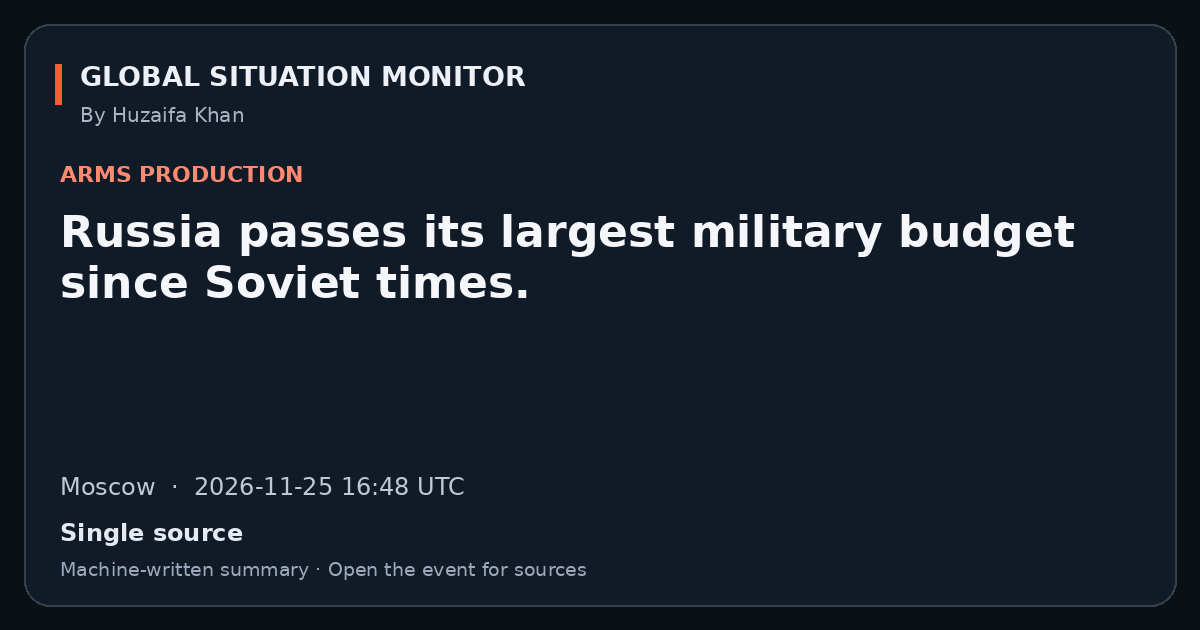 GLOBAL SITUATION MONITOR
By Huzaifa Khan
ARMS PRODUCTION
Russia passes its largest military budget
since Soviet times.
Moscow · 2026-11-25 16:48 UTC
Single source
Machine-written summary · Open the event for sources